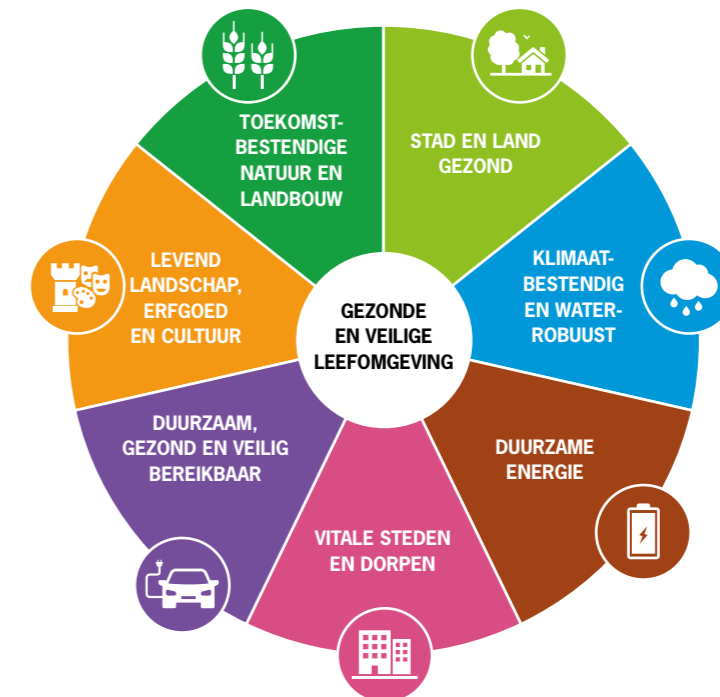 TOEKOMST-
BESTENDIGE
NATUUR EN
LANDBOUW
STAD EN LAND
GEZOND
KLIMAAT-
BESTENDIG
EN WATER-
ROBUUST
DUURZAME
ENERGIE
VITALE STEDEN
EN DORPEN
DUURZAAM,
GEZOND EN VEILIG
BEREIKBAAR
LEVEND
LANDSCHAP,
ERFGOED
EN CULTUUR
GEZONDE
EN VEILIGE
LEEFOMGEVING